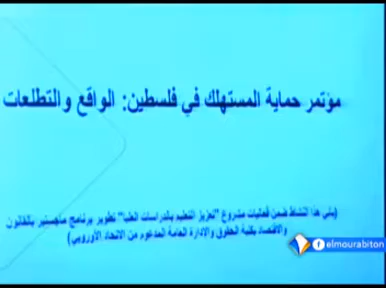 مؤتمر حماية المستهلك في فلسطين: الواقع والتطلعات
(يأتي هذا النشاط ضمن فعاليات مشروع "تعزيز التعليم بالدراسات العليا" تطوير برنامج ماجستير بالقانون
والاقتصاد بكلية الحقوق والإدارة العامة المدعوم من الاتحاد الأوروبي)
elmourabiton